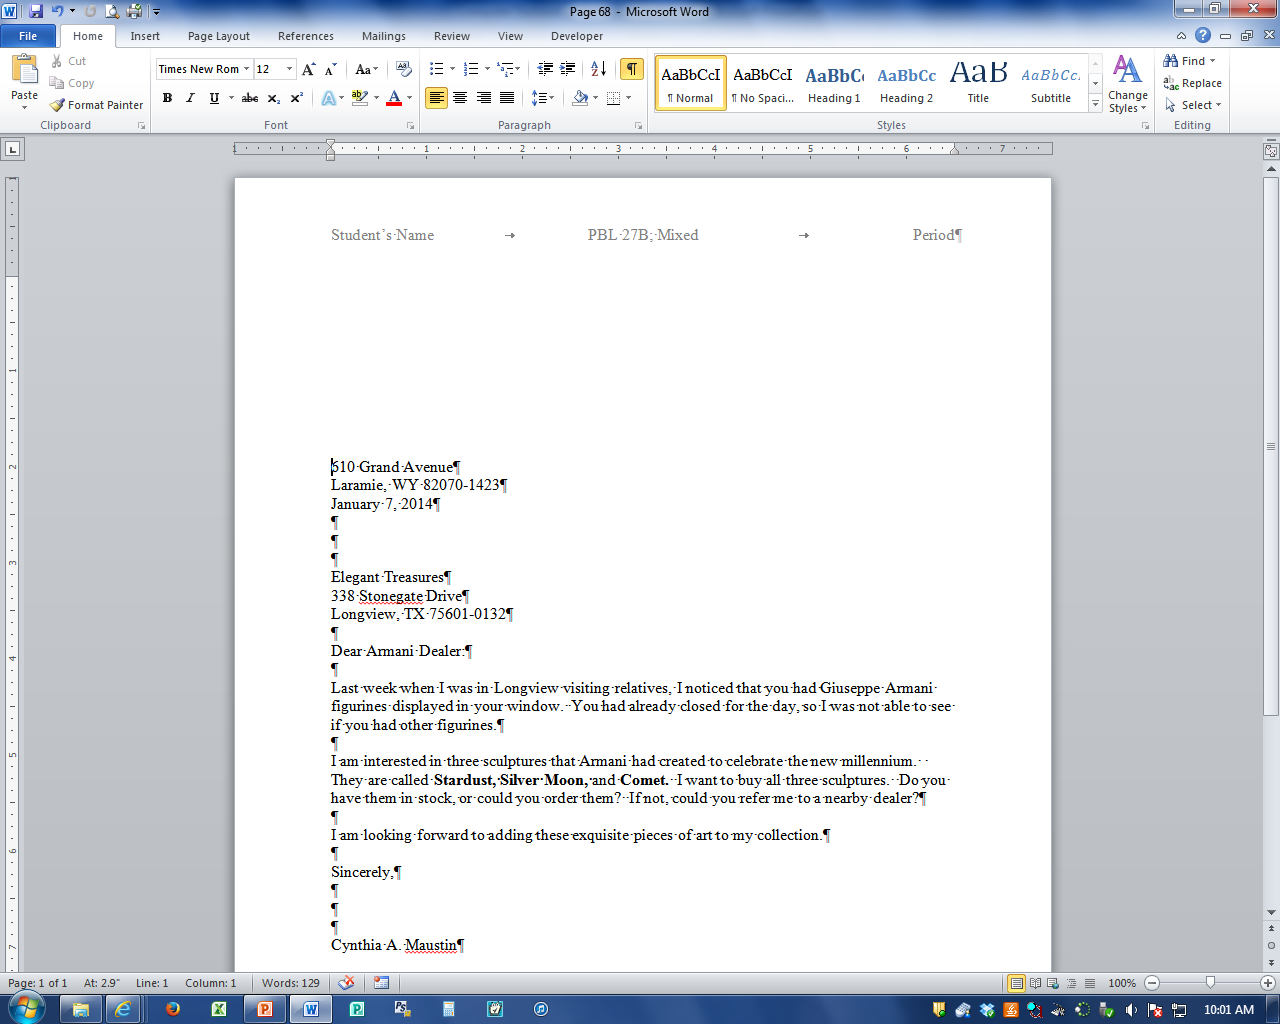 Page 68 - Microsoft Word
File Home Insert Page Layout References Mailings Review View Developer
Paste
Cut
Copy
Format Painter
Clipboard
Times New Rom 12
Font
Paragraph
AaBbCcI AaBbCcI AaBbCc AaBbCc AaB AaBbCcI
¶ Normal ¶ No Spaci... Heading 1 Heading 2 Title Subtitle
Change Styles
Styles
Find
Replace
Select
Editing
1 1 2 3 4 5 6 7
Student's Name → PBL 27B; Mixed → Period¶
610 Grand Avenue¶
Laramie, WY 82070-1423¶
January 7, 2014¶
¶
¶
¶
Elegant Treasures¶
338 Stonegate Drive¶
Longview, TX 75601-0132¶
¶
Dear Armani Dealer:¶
¶
Last week when I was in Longview visiting relatives, I noticed that you had Giuseppe Armani
figurines displayed in your window. You had already closed for the day, so I was not able to see
if you had other figurines.¶
¶
I am interested in three sculptures that Armani had created to celebrate the new millennium.
They are called Stardust, Silver Moon, and Comet. I want to buy all three sculptures. Do you
have them in stock, or could you order them? If not, could you refer me to a nearby dealer?¶
¶
I am looking forward to adding these exquisite pieces of art to my collection.¶
¶
Sincerely,¶
¶
¶
¶
Cynthia A. Maustin¶
Page: 1 of 1 At: 2.9" Line: 1 Column: 1 Words: 129 100%
10:01 AM